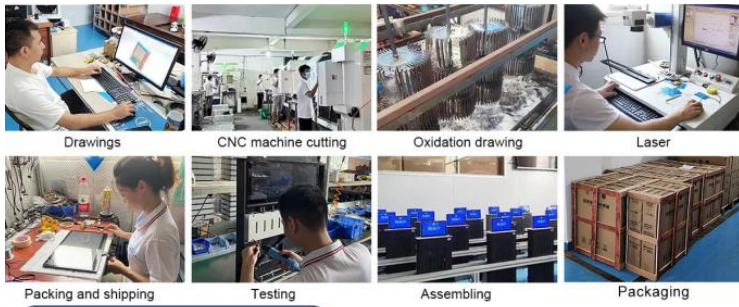 Drawings
CNC machine cutting
Oxidation drawing
Laser
Packing and shipping
Testing
Assembling
Packaging